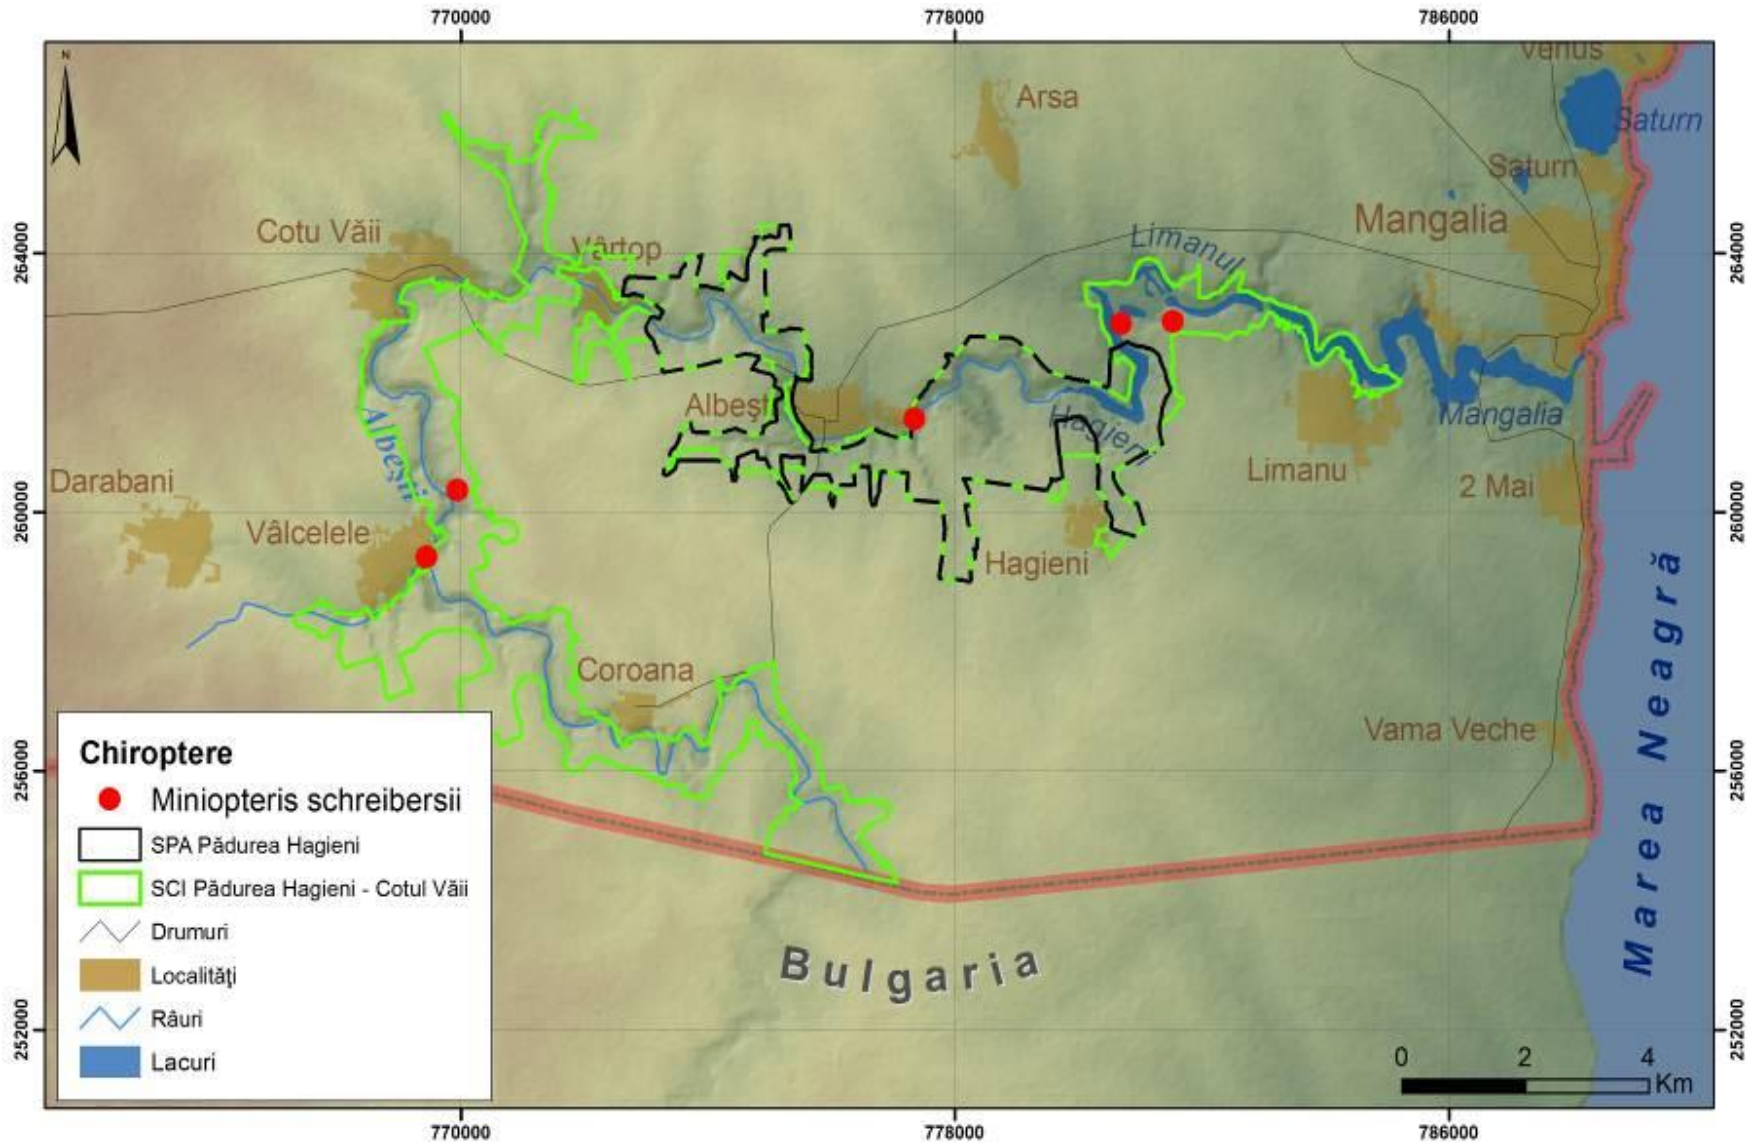 770000 778000 786000
N
Venus
Arsa
Saturn
Saturn
Cotu Văii
Mangalia
Vârtop
Limanul
264000
264000
Albeşt
Hagieni
Mangalia
Albeşti
Limanu
Darabani
2 Mai
260000
260000
Vâlcelele
Hagieni
Coroana
Vama Veche
Marea Neagră
256000
256000
Chiroptere
Miniopteris schreibersii
SPA Pădurea Hagieni
SCI Pădurea Hagieni - Cotul Văii
Drumuri
Localităţi
Râuri
Lacuri
Bulgaria
252000
252000
0 2 4
Km
770000 778000 786000